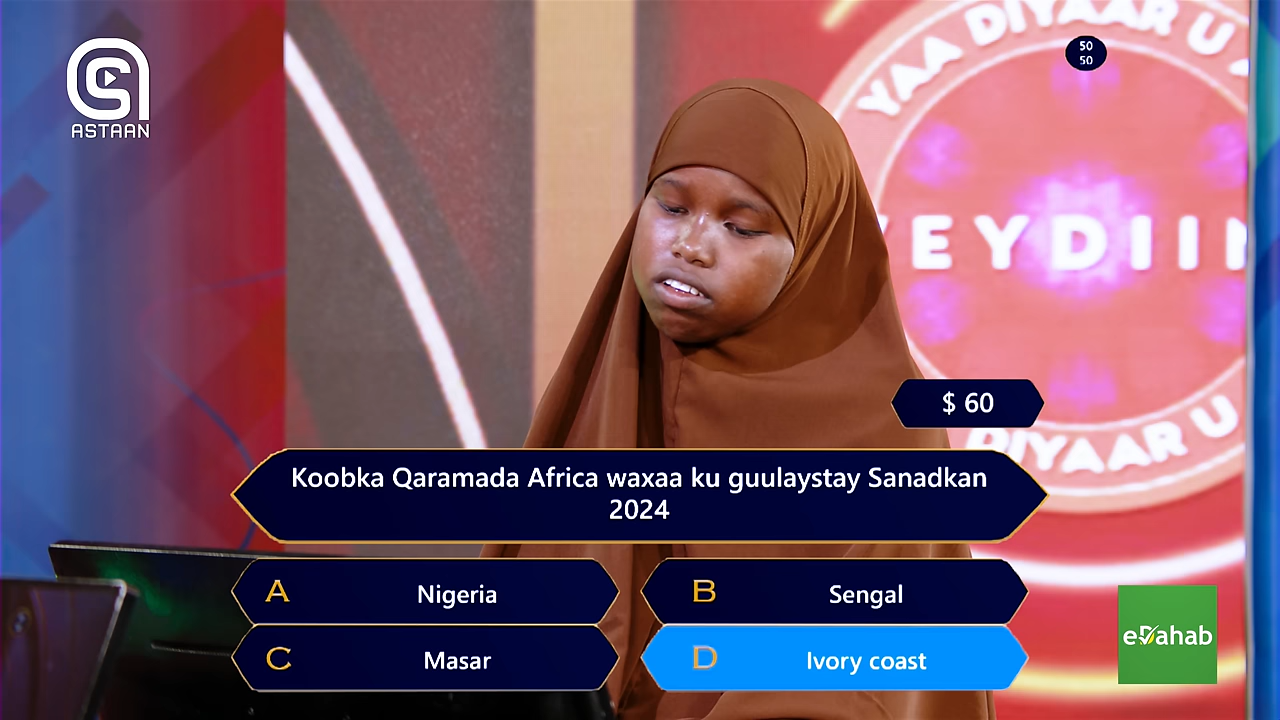 ASTAAN
50
50
YAA DIYAAR U
VEYDIIN
DIYAAR U
$ 60
Koobka Qaramada Africa waxaa ku guulaystay Sanadkan
2024
A Nigeria
B Sengal
C Masar
D Ivory coast
eDahab